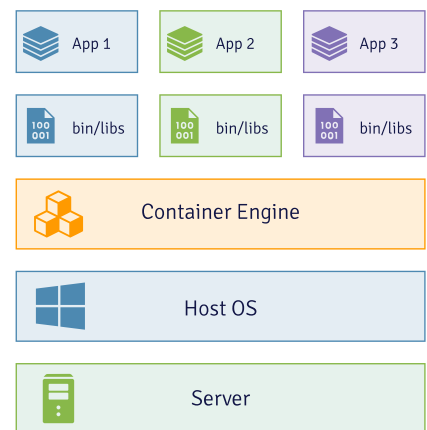 App 1
App 2
App 3
100
001
bin/libs
100
001
bin/libs
100
001
bin/libs
Container Engine
Host OS
Server